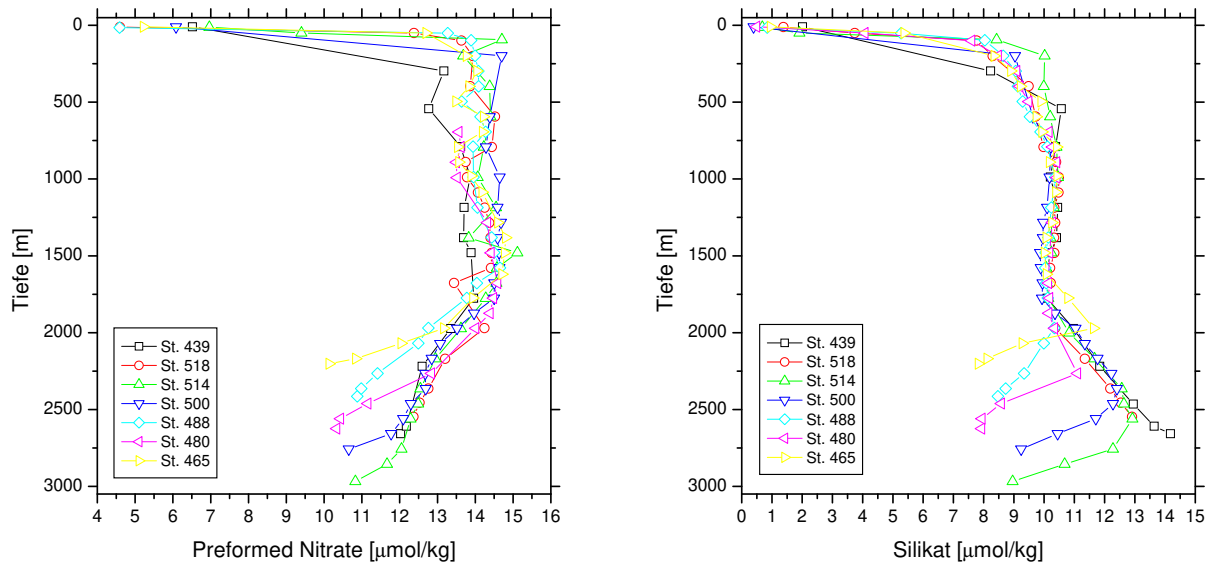 0
500
1000
1500
2000
2500
3000
Tiefe [m]
St. 439
St. 518
St. 514
St. 500
St. 488
St. 480
St. 465
4 5 6 7 8 9 10 11 12 13 14 15 16
Preformed Nitrate [μmol/kg]
0
500
1000
1500
2000
2500
3000
Tiefe [m]
St. 439
St. 518
St. 514
St. 500
St. 488
St. 480
St. 465
0 1 2 3 4 5 6 7 8 9 10 11 12 13 14 15
Silikat [μmol/kg]